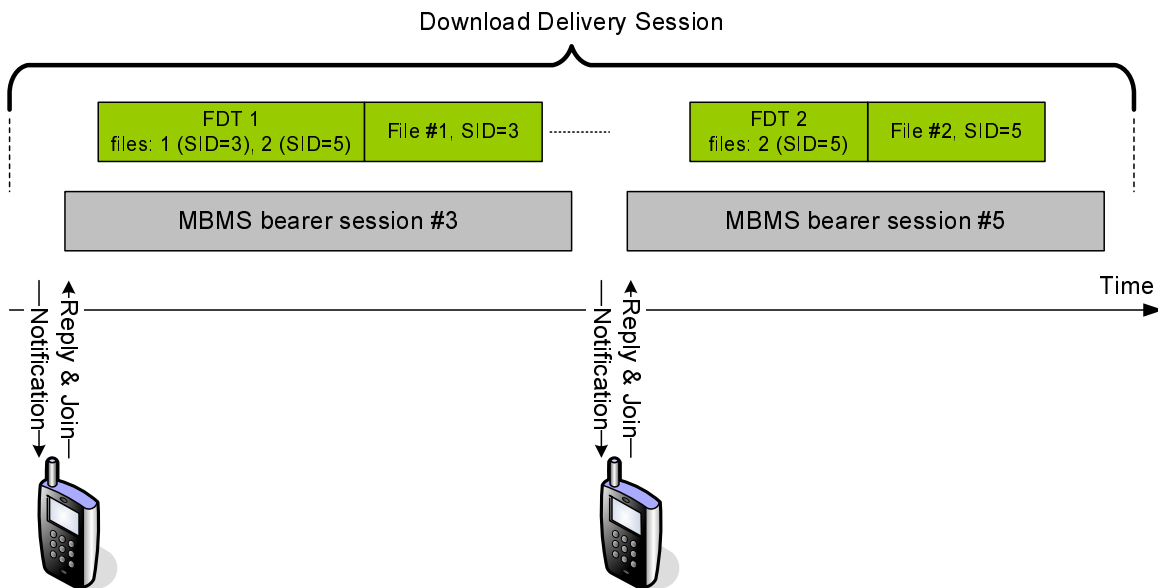 Download Delivery Session
FDT 1
files: 1 (SID=3), 2 (SID=5)
File #1, SID=3
FDT 2
files: 2 (SID=5)
File #2, SID=5
MBMS bearer session #3
MBMS bearer session #5
Time
Notification
Reply & Join
Notification
Reply & Join